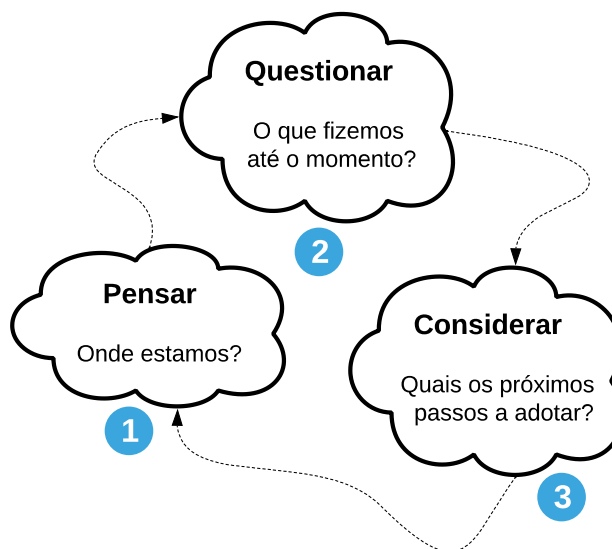 Questionar
O que fizemos
até o momento?
2
Pensar
Onde estamos?
1
Considerar
Quais os próximos
passos a adotar?
3